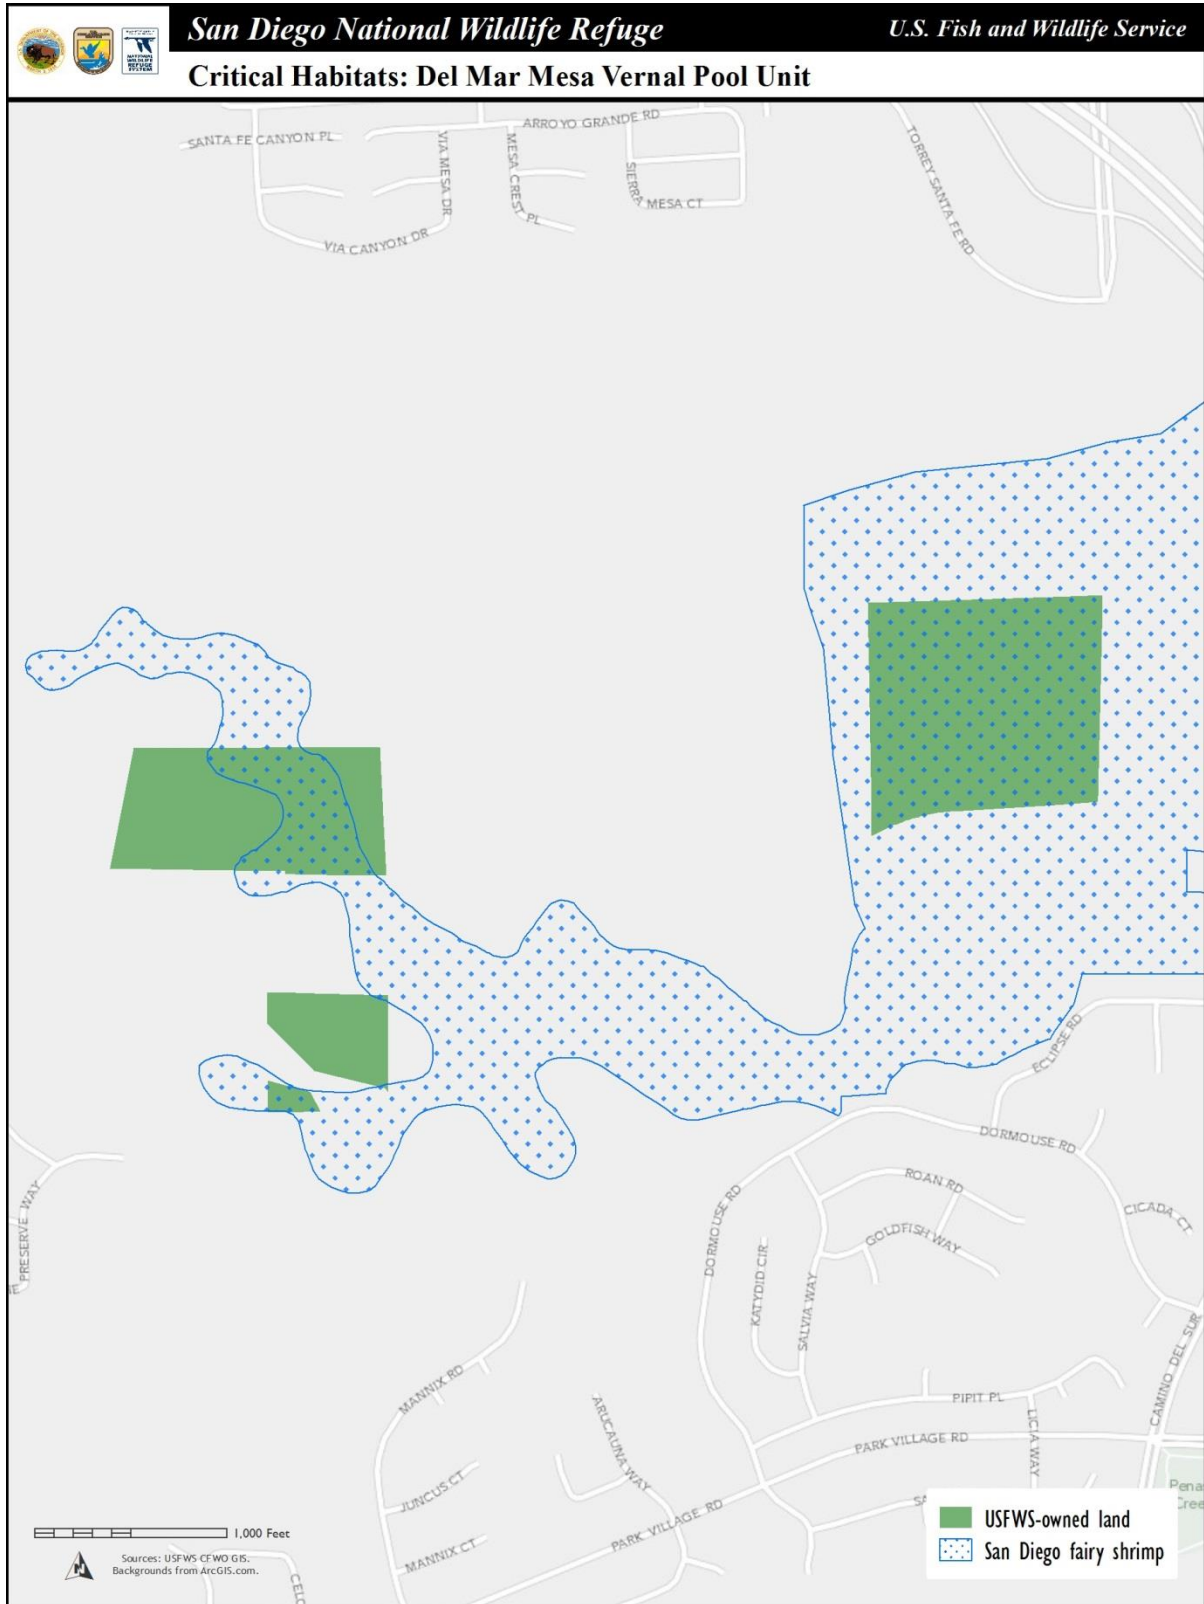 San Diego National Wildlife Refuge
U.S. Fish and Wildlife Service
NATIONAL
WILDLIFE
REFUGE
SYSTEM
Critical Habitats: Del Mar Mesa Vernal Pool Unit
ARROYO GRANDE RD
SANTA FE CANYON PL
VIA MESA DR
MESA CREST PL
SIERRA MESA CT
TORREY SANTA FE RD
VIA CANYON DR
ECLIPSE RD
DORMOUSE RD
ROAN RD
PRESERVE WAY
DORMOUSE RD
CICADA CT
GOLDFISH WAY
KATYDID CIR
SALVIA WAY
CAMINO DEL SUR
MANNIX RD
PIPIT PL
ARUCAUNA WAY
LICIA WAY
PARK VILLAGE RD
JUNCUS CT
PARK VILLAGE RD
MANNIX CT
USFWS-owned land
San Diego fairy shrimp
1,000 Feet
Sources: USFWS CFWO GIS.
Backgrounds from ArcGIS.com.